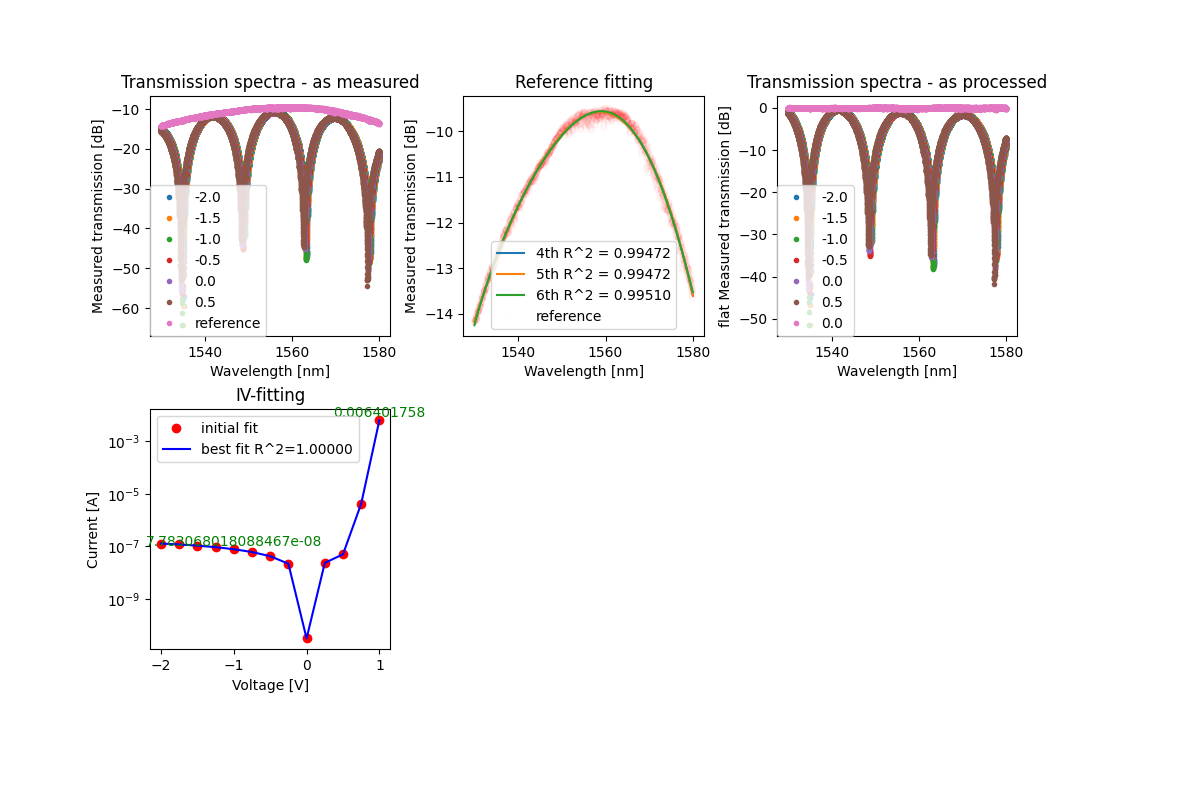 Transmission spectra - as measured
Measured transmission [dB]
−10
−20
−30
−40
−50
−60
-2.0
-1.5
-1.0
-0.5
0.0
0.5
reference
1540
1560
1580
Wavelength [nm]
Reference fitting
Measured transmission [dB]
−10
−11
−12
−13
−14
4th R^2 = 0.99472
5th R^2 = 0.99472
6th R^2 = 0.99510
reference
1540
1560
1580
Wavelength [nm]
Transmission spectra - as processed
flat Measured transmission [dB]
0
−10
−20
−30
−40
−50
-2.0
-1.5
-1.0
-0.5
0.0
0.5
0.0
1540
1560
1580
Wavelength [nm]
IV-fitting
Current [A]
10⁻³
10⁻⁵
10⁻⁷
10⁻⁹
initial fit
best fit R^2=1.00000
0.006401758
7.783068018088467e-08
−2
−1
0
1
Voltage [V]